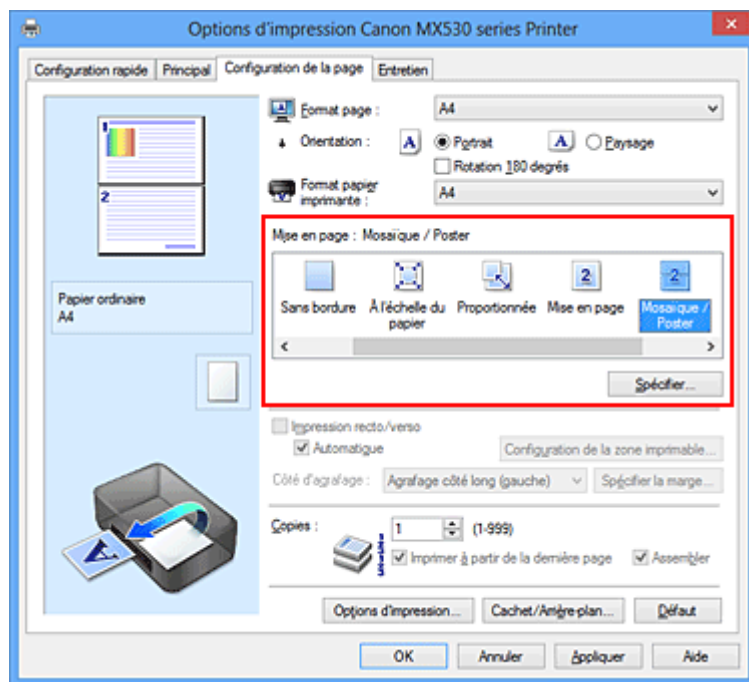 Options d'impression Canon MX530 series Printer
Configuration rapide Principal Configuration de la page Entretien
Format page : A4
Orientation : A Portrait A Paysage
Rotation 180 degrés
Format papier imprimante : A4
1
2
Papier ordinaire
A4
Mise en page : Mosaïque / Poster
2 2
Sans bordure À l'échelle du papier Proportionnée Mise en page Mosaïque / Poster
Spécifier...
Impression recto/verso
Automatique Configuration de la zone imprimable...
Côté d'agrafage : Agrafage côté long (gauche) Spécifier la marge...
Copies : 1 (1-999)
Imprimer à partir de la dernière page Assembler
A
Options d'impression... Cachet/Arrière-plan... Défaut
OK Annuler Appliquer Aide